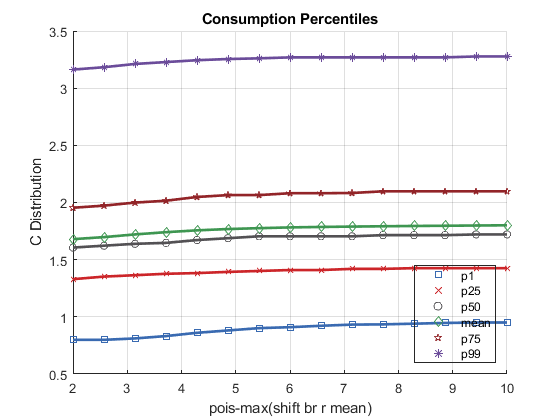 Consumption Percentiles
3.5
3
2.5
2
1.5
1
0.5
C Distribution
p1
p25
p50
mean
p75
p99
2 3 4 5 6 7 8 9 10
pois-max(shift br r mean)